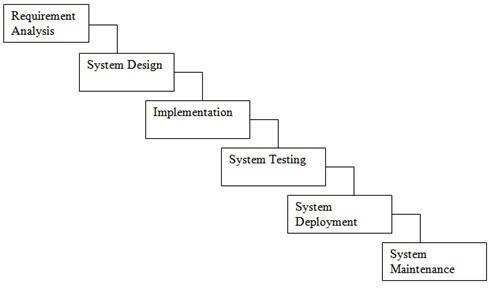 Requirement
Analysis
System Design
Implementation
System Testing
System
Deployment
System
Maintenance